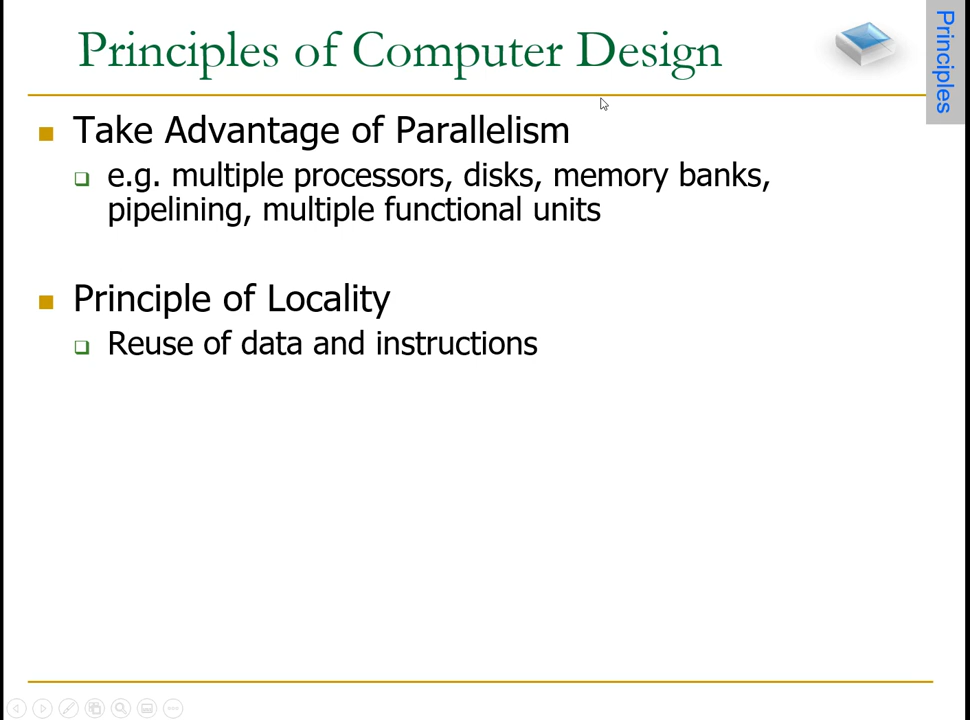 Principles of Computer Design
Principles
Take Advantage of Parallelism
e.g. multiple processors, disks, memory banks,
pipelining, multiple functional units
Principle of Locality
Reuse of data and instructions